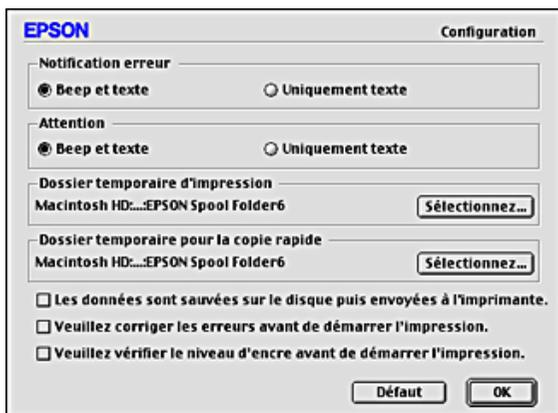 EPSON Configuration
Notification erreur
Beep et texte Uniquement texte
Attention
Beep et texte Uniquement texte
Dossier temporaire d'impression
Macintosh HD:...:EPSON Spool Folder6 Sélectionnez...
Dossier temporaire pour la copie rapide
Macintosh HD:...:EPSON Spool Folder6 Sélectionnez...
Les données sont sauvées sur le disque puis envoyées à l'imprimante.
Veuillez corriger les erreurs avant de démarrer l'impression.
Veuillez vérifier le niveau d'encre avant de démarrer l'impression.
Défaut OK